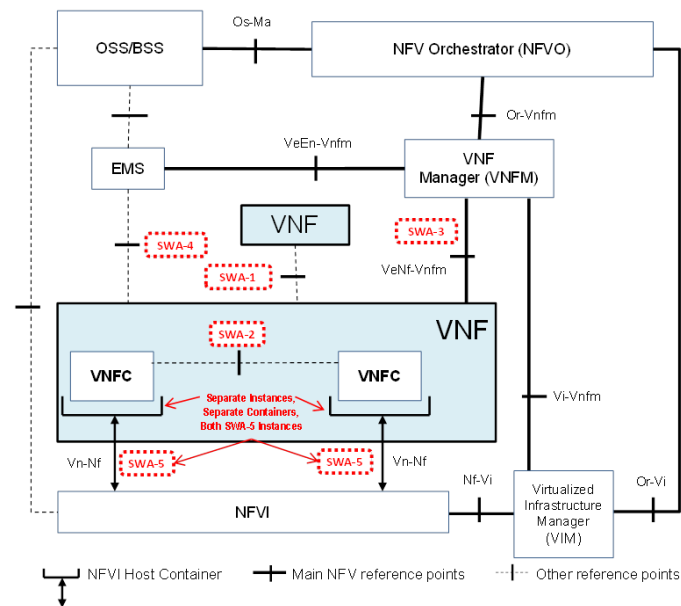 Os-Ma
OSS/BSS
NFV Orchestrator (NFVO)
Or-Vnfm
VeEn-Vnfm
EMS
VNF
Manager (VNFM)
VNF
SWA-4
SWA-3
SWA-1
VeNf-Vnfm
VNF
SWA-2
VNFC
VNFC
Separate Instances,
Separate Containers,
Both SWA-5 Instances
Vi-Vnfm
Vn-Nf
SWA-5
SWA-5
Vn-Nf
Nf-Vi
Or-Vi
NFVI
Virtualized
Infrastructure
Manager
(VIM)
NFVI Host Container
Main NFV reference points
Other reference points